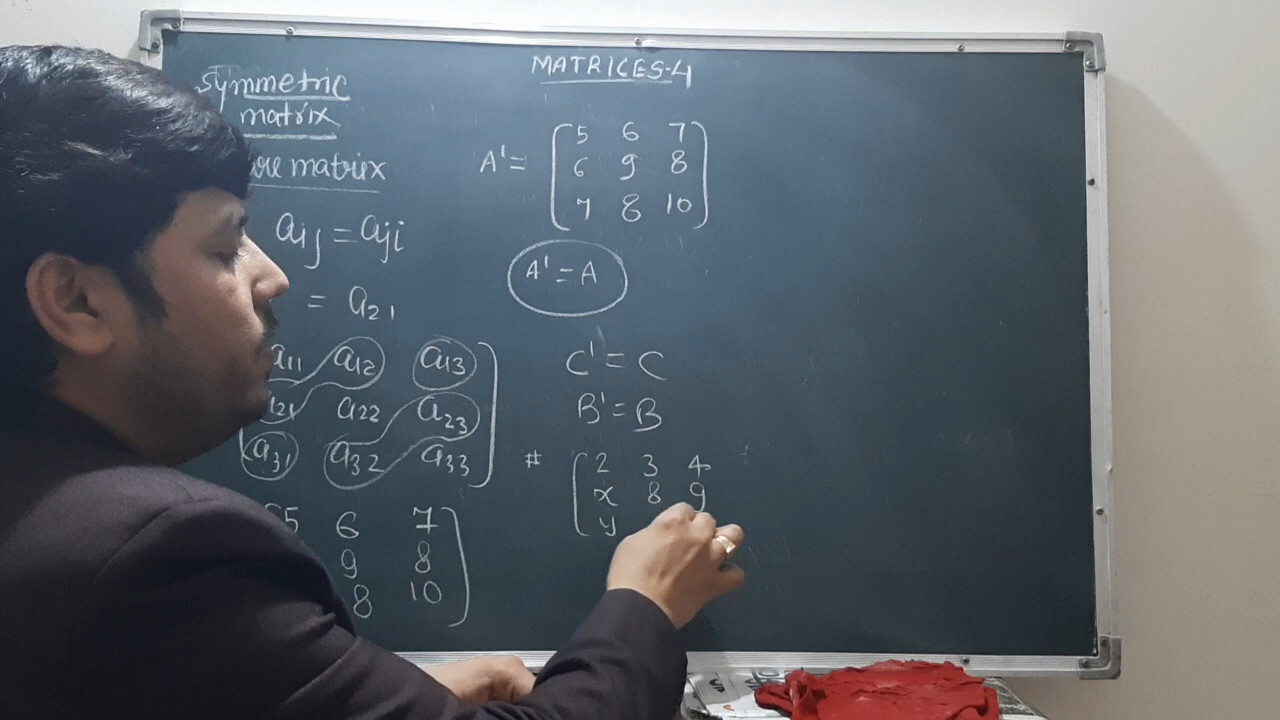 MATRICES-4
Symmetric
matrix
matrix
aij = aji
= a21
a11 a12 a13
a21 a22 a23
a31 a32 a33
5 6 7
9 8
8 10
A' = [5 6 7
6 9 8
7 8 10]
A' = A
C' = C
B' = B
# [2 3 4
x 8 9
y